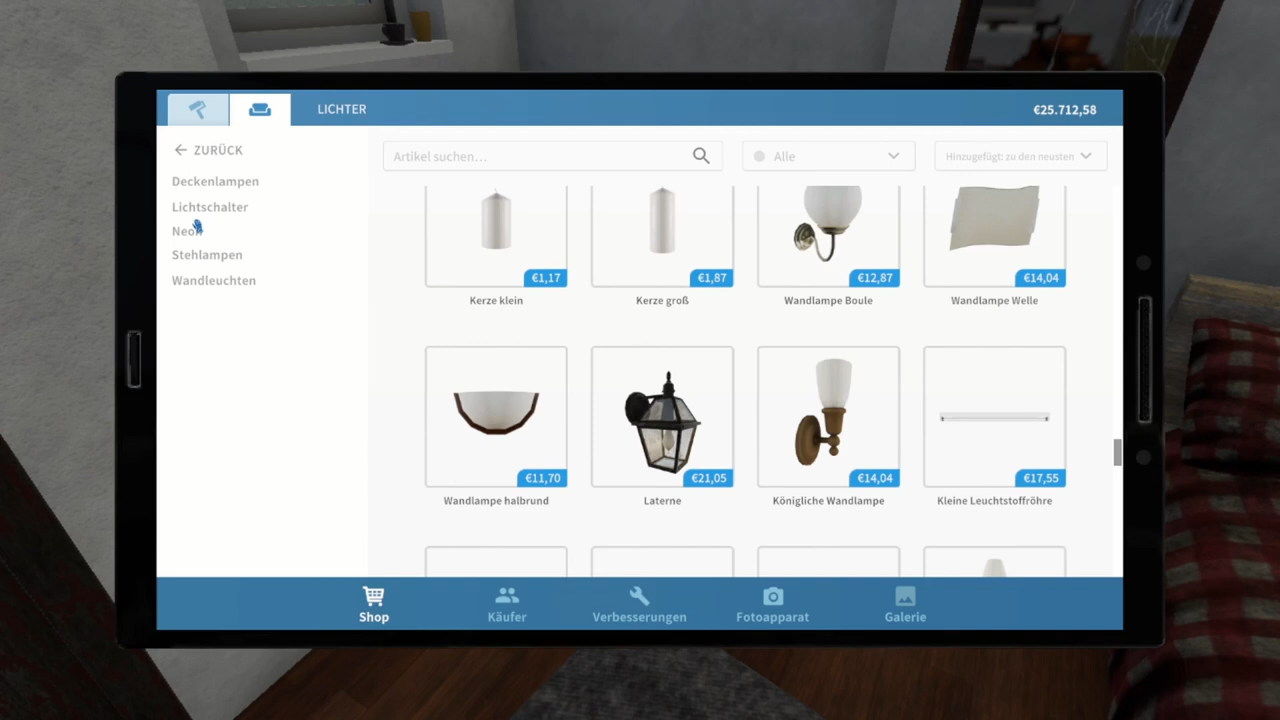 LICHTER
€25.712,58
ZURÜCK
Deckenlampen
Lichtschalter
Neon
Stehlampen
Wandleuchten
Artikel suchen...
Alle
Hinzugefügt: zu den neusten
€1,17
€1,87
€12,87
€14,04
Kerze klein
Kerze groß
Wandlampe Boule
Wandlampe Welle
€11,70
€21,05
€14,04
€17,55
Wandlampe halbrund
Laterne
Königliche Wandlampe
Kleine Leuchtstoffröhre
Shop
Käufer
Verbesserungen
Fotoapparat
Galerie